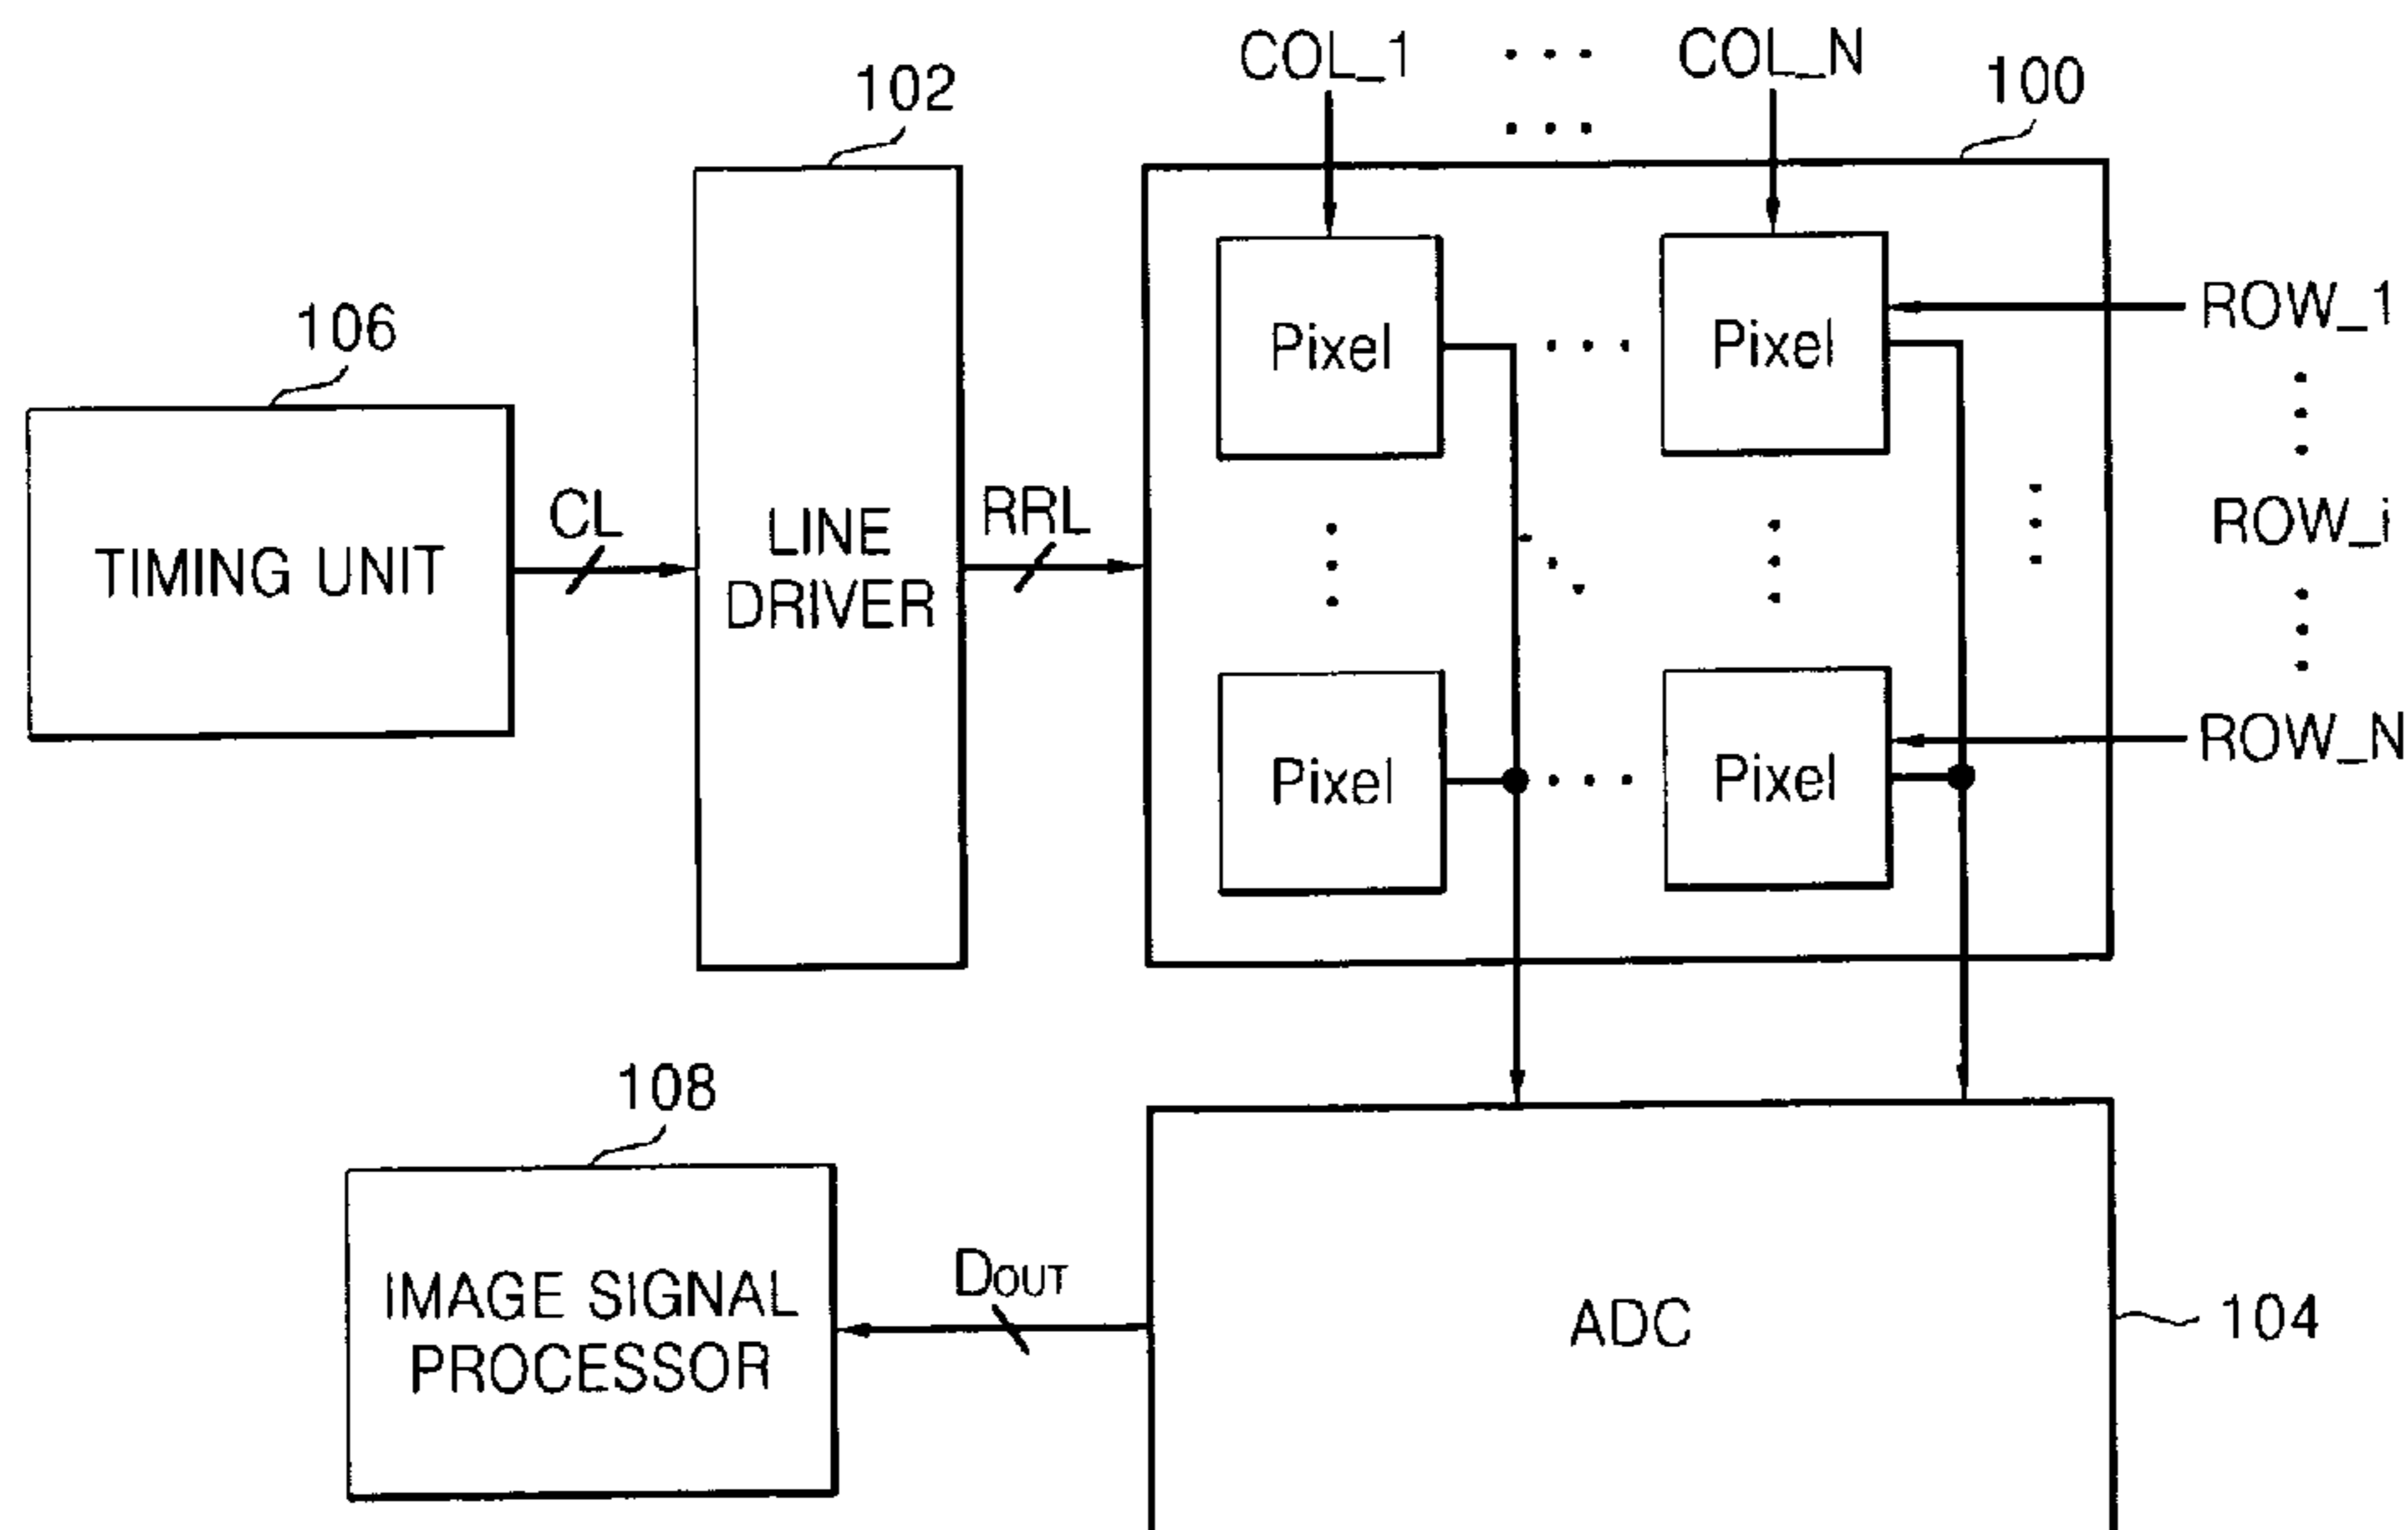 COL_1 ... COL_N
...
102
100
106
Pixel ... Pixel
ROW_1
TIMING UNIT
CL
LINE
DRIVER
RRL
ROW_i
Pixel ... Pixel
ROW_N
108
IMAGE SIGNAL
PROCESSOR
DOUT
ADC
104